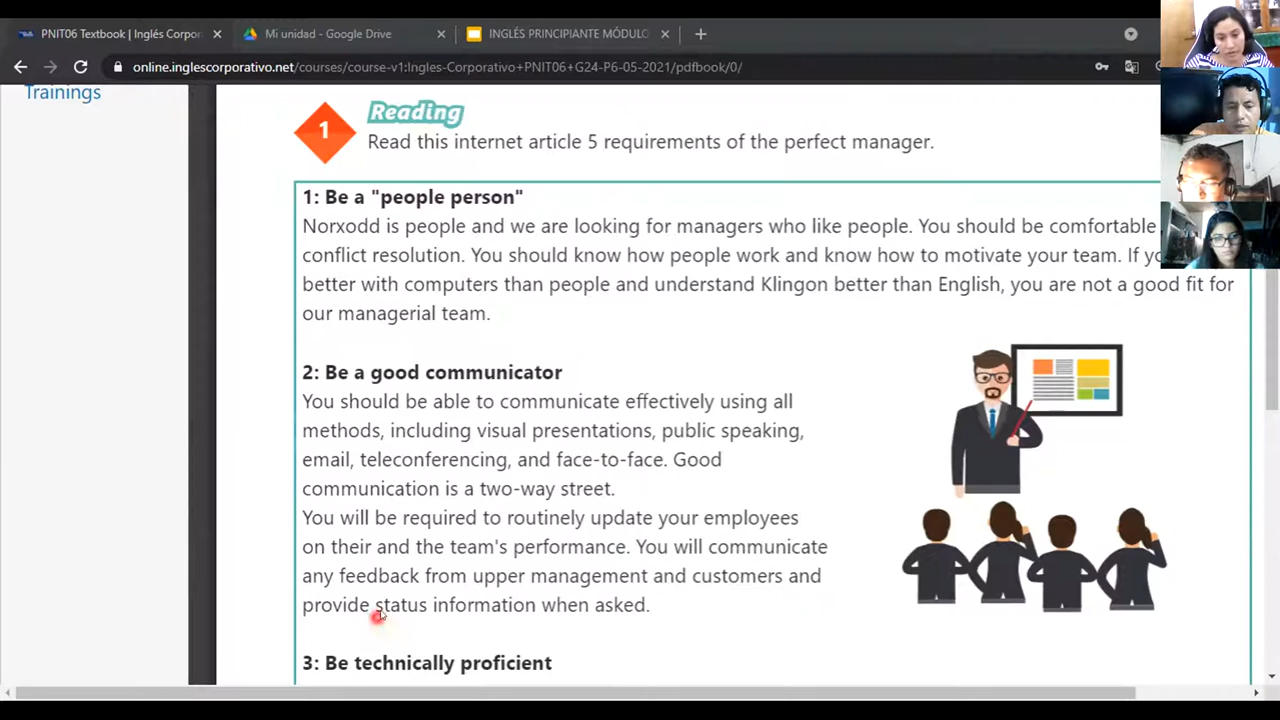 PNIT06 Textbook | Inglés Corpor
Mi unidad - Google Drive
INGLÉS PRINCIPIANTE MÓDULO
online.inglescorporativo.net/courses/course-v1:Ingles-Corporativo+PNIT06+G24-P6-05-2021/pdfbook/0/
Trainings
1
Reading
Read this internet article 5 requirements of the perfect manager.
1: Be a "people person"
Norxodd is people and we are looking for managers who like people. You should be comfortable
conflict resolution. You should know how people work and know how to motivate your team. If
better with computers than people and understand Klingon better than English, you are not a good fit for
our managerial team.
2: Be a good communicator
You should be able to communicate effectively using all
methods, including visual presentations, public speaking,
email, teleconferencing, and face-to-face. Good
communication is a two-way street.
You will be required to routinely update your employees
on their and the team's performance. You will communicate
any feedback from upper management and customers and
provide status information when asked.
3: Be technically proficient